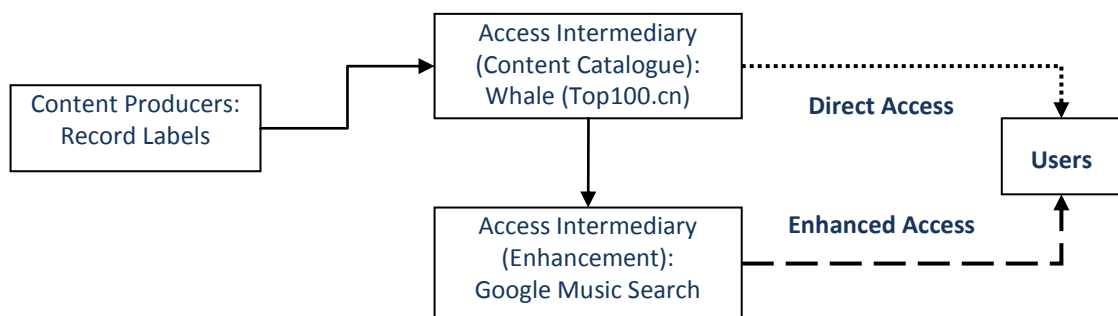 Content Producers:
Record Labels
Access Intermediary
(Content Catalogue):
Whale (Top100.cn)
Direct Access
Users
Access Intermediary
(Enhancement):
Google Music Search
Enhanced Access